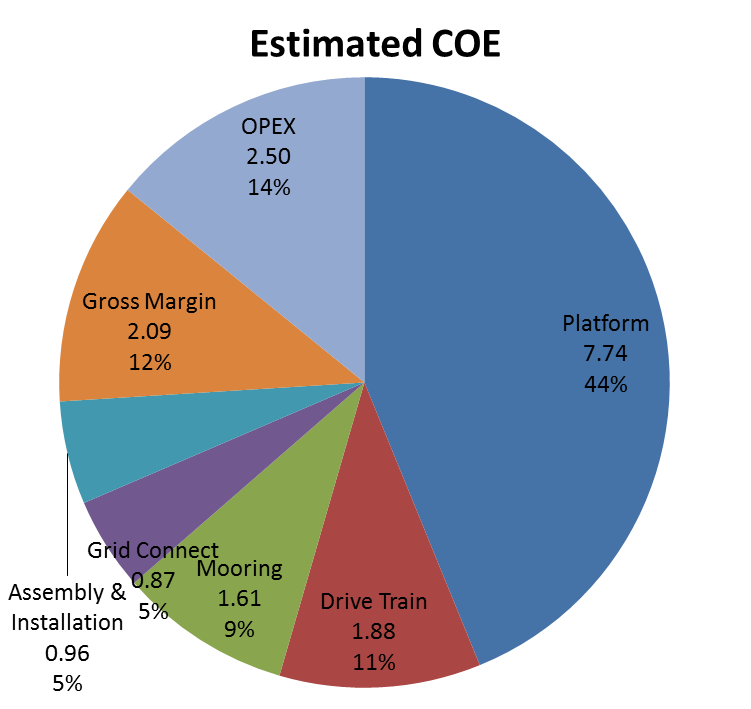 Estimated COE
OPEX
2.50
14%
Gross Margin
2.09
12%
Platform
7.74
44%
Grid Connect
0.87
5%
Mooring
1.61
9%
Assembly &
Installation
0.96
5%
Drive Train
1.88
11%